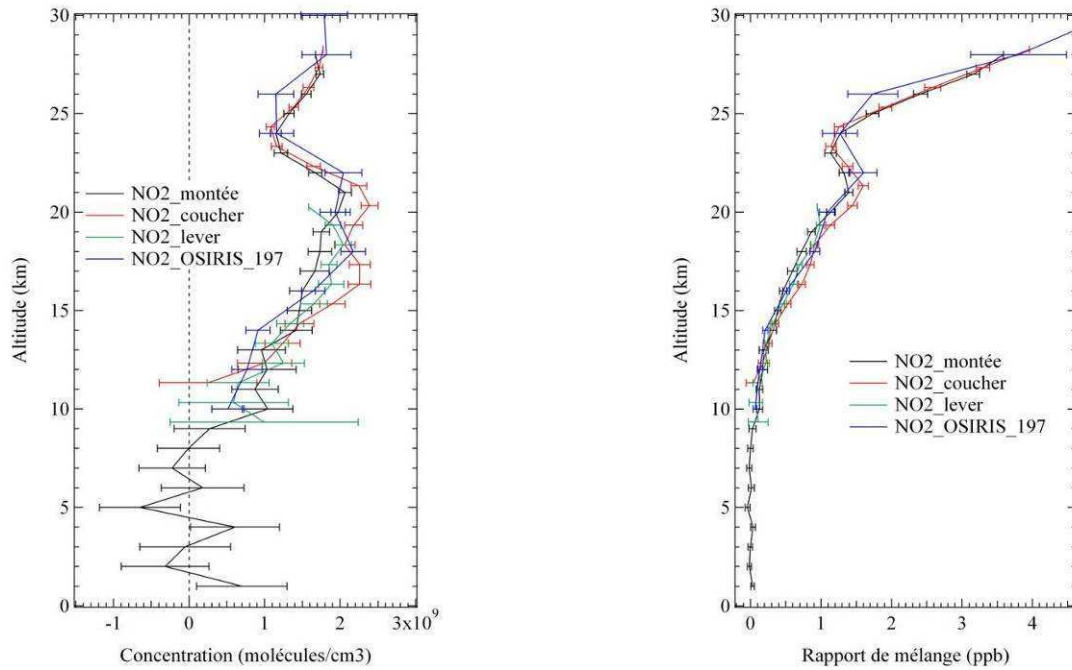 30
25
20
15
10
5
0
Altitude (km)
NO2_montée
NO2_coucher
NO2_lever
NO2_OSIRIS_197
-1
0
1
2
3x10^9
Concentration (molécules/cm3)
30
25
20
15
10
5
0
Altitude (km)
NO2_montée
NO2_coucher
NO2_lever
NO2_OSIRIS_197
0
1
2
3
4
Rapport de mélange (ppb)